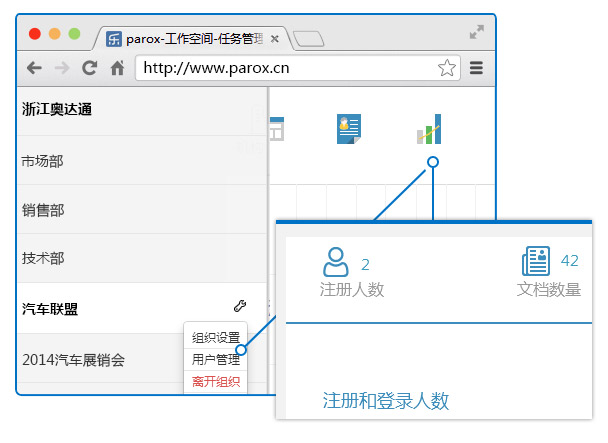 乐 parox-工作空间-任务管理
http://www.parox.cn
浙江奥达通
市场部
销售部
技术部
汽车联盟
组织设置
用户管理
离开组织
2014汽车展销会
2
注册人数
42
文档数量
注册和登录人数